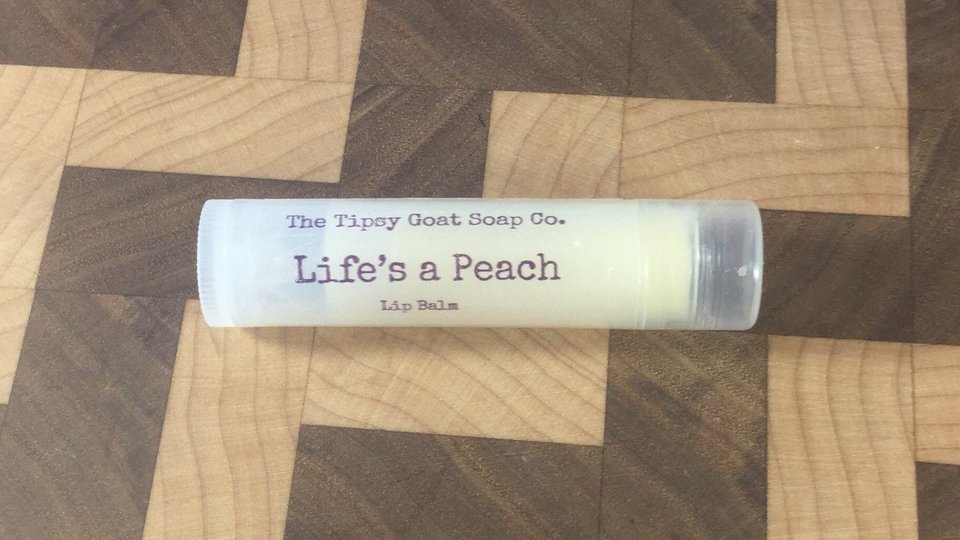 The Tipsy Goat Soap Co.
Life's a Peach
Lip Balm